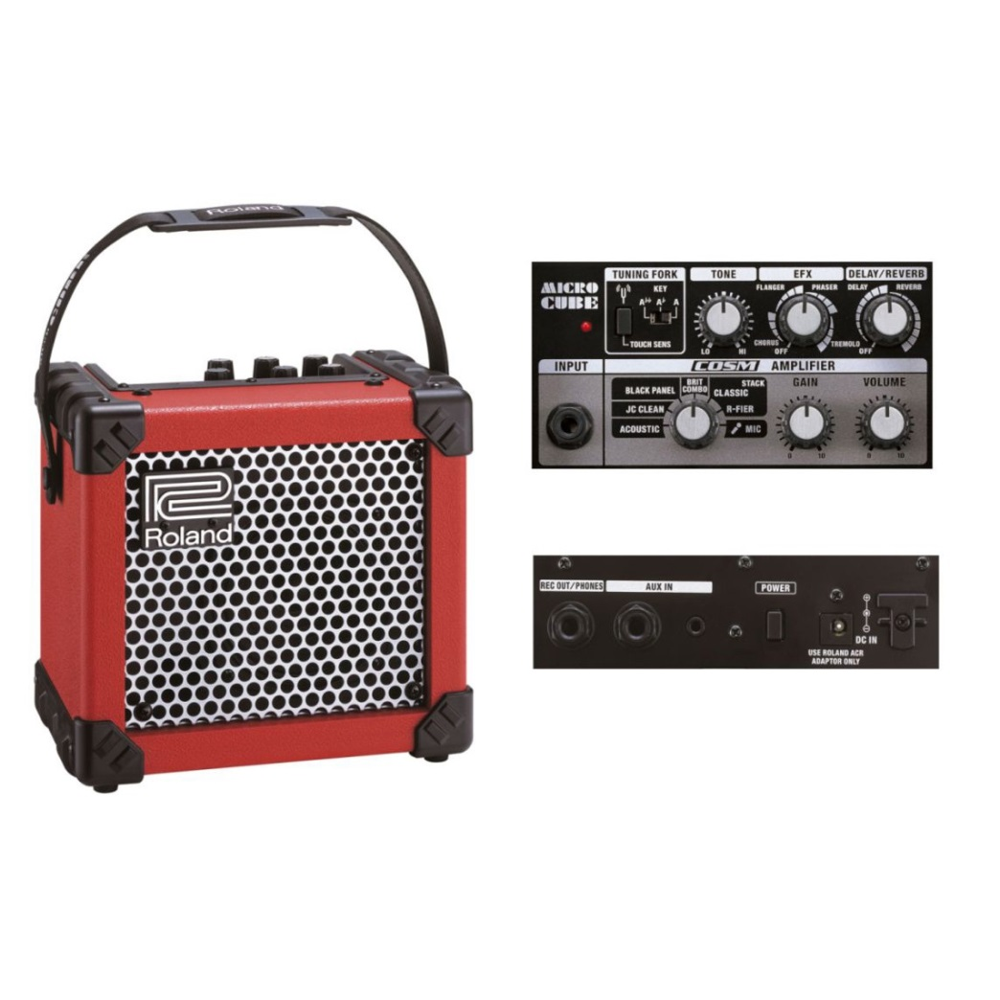 Roland
Roland
MICRO
CUBE
TUNING FORK
KEY
A♭♭ A♭ A
TOUCH SENS
TONE
LO HI
EFX
FLANGER PHASER
CHORUS TREMOLO
OFF
DELAY/REVERB
DELAY REVERB
OFF
INPUT
COSM AMPLIFIER
BLACK PANEL
BRIT
COMBO
STACK
CLASSIC
JC CLEAN
R-FIER
ACOUSTIC
MIC
GAIN
0 10
VOLUME
0 10
REC OUT/PHONES
AUX IN
POWER
DC IN
USE ROLAND ACR
ADAPTOR ONLY